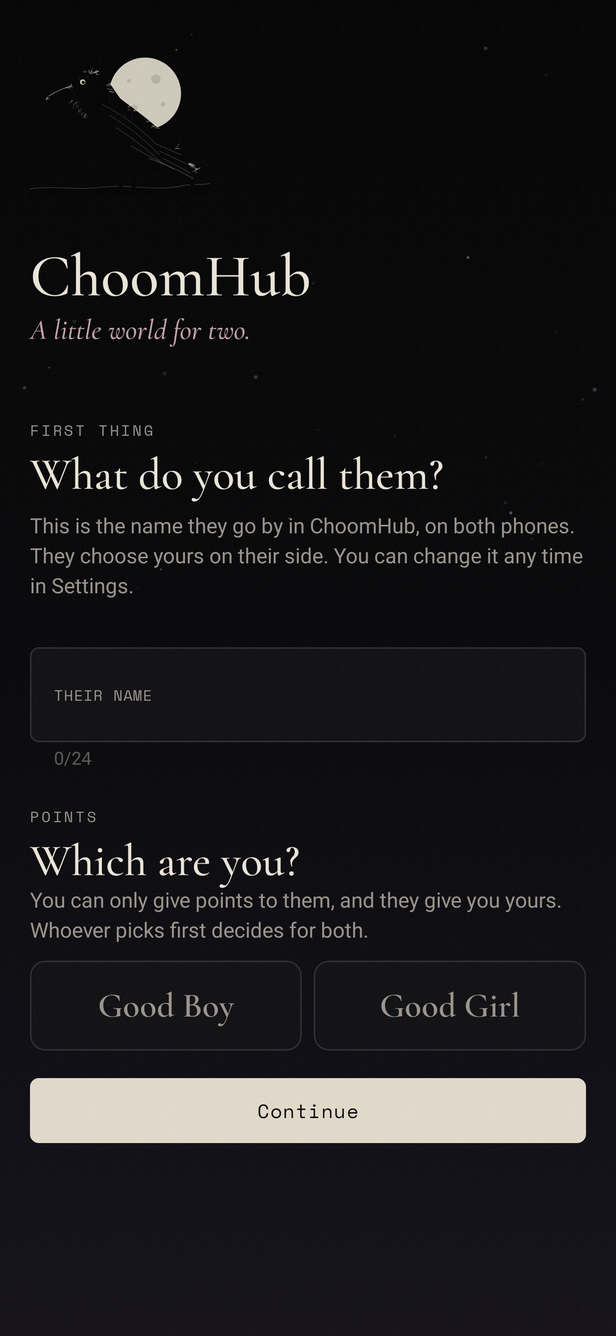 ChoomHub
A little world for two.
FIRST THING
What do you call them?
This is the name they go by in ChoomHub, on both phones.
They choose yours on their side. You can change it any time
in Settings.
THEIR NAME
0/24
POINTS
Which are you?
You can only give points to them, and they give you yours.
Whoever picks first decides for both.
Good Boy
Good Girl
Continue